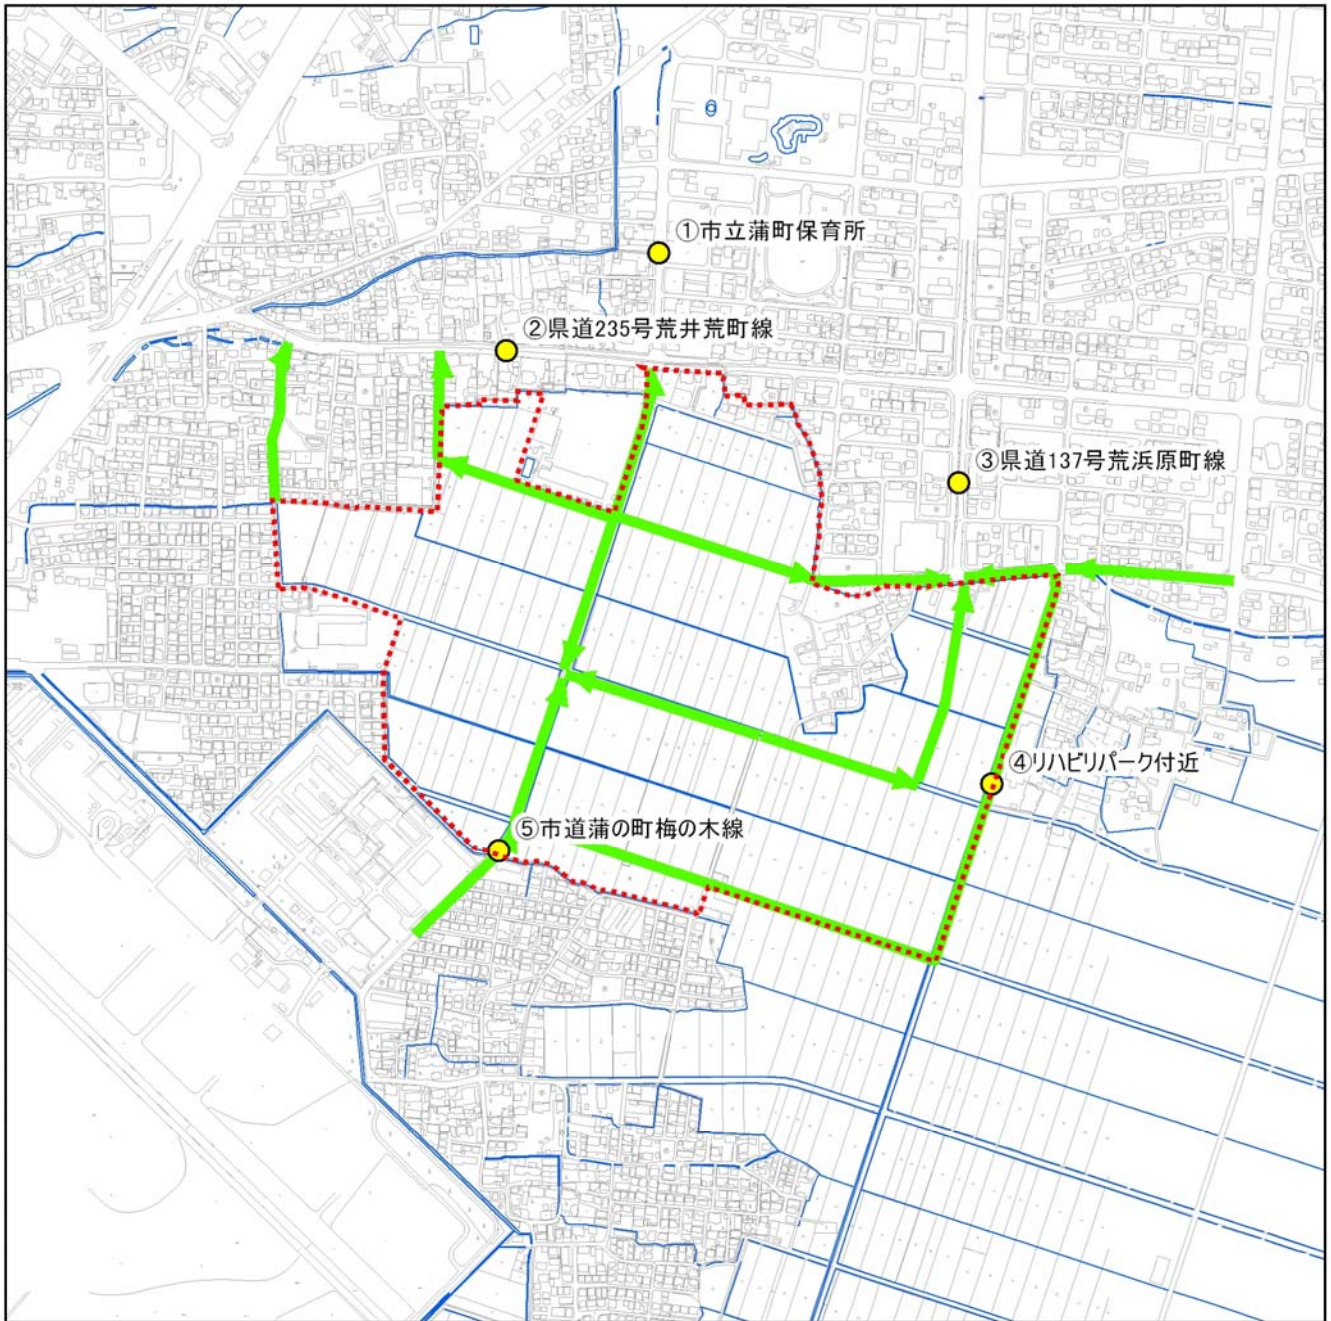 ①市立蒲町保育所
②県道235号荒井荒町線
③県道137号荒浜原町線
④リハビリパーク付近
⑤市道蒲の町梅の木線